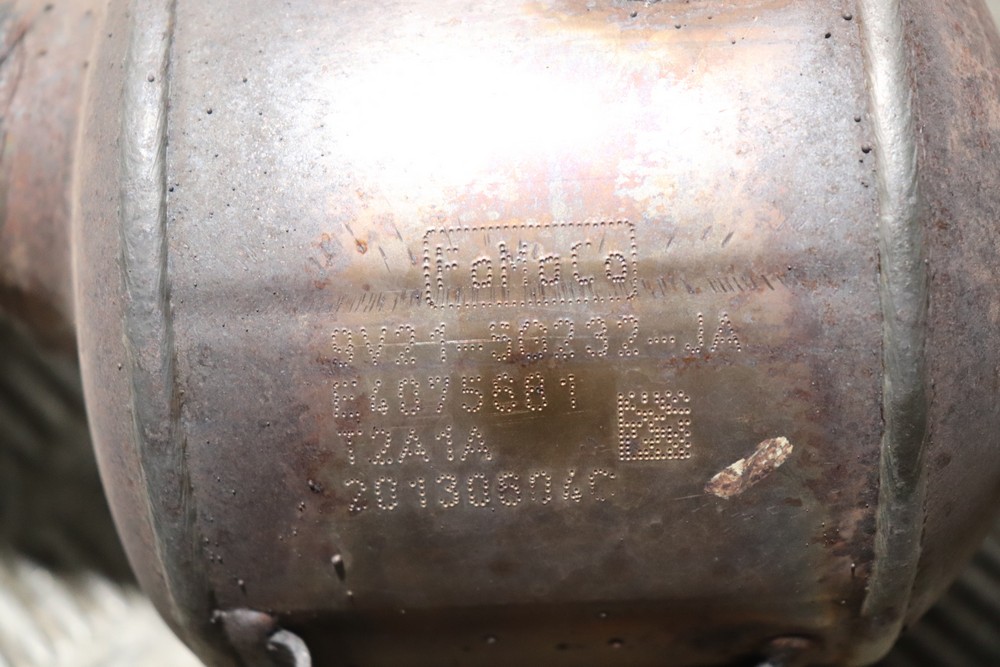 FoMoCo
9V21-5G232-JA
E4075681
T2A1A
20130604C